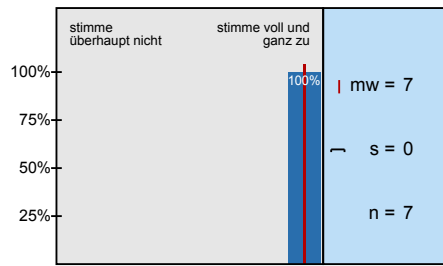 stimme
überhaupt nicht
stimme voll und
ganz zu
100%
75%
50%
25%
100%
mw = 7
s = 0
n = 7